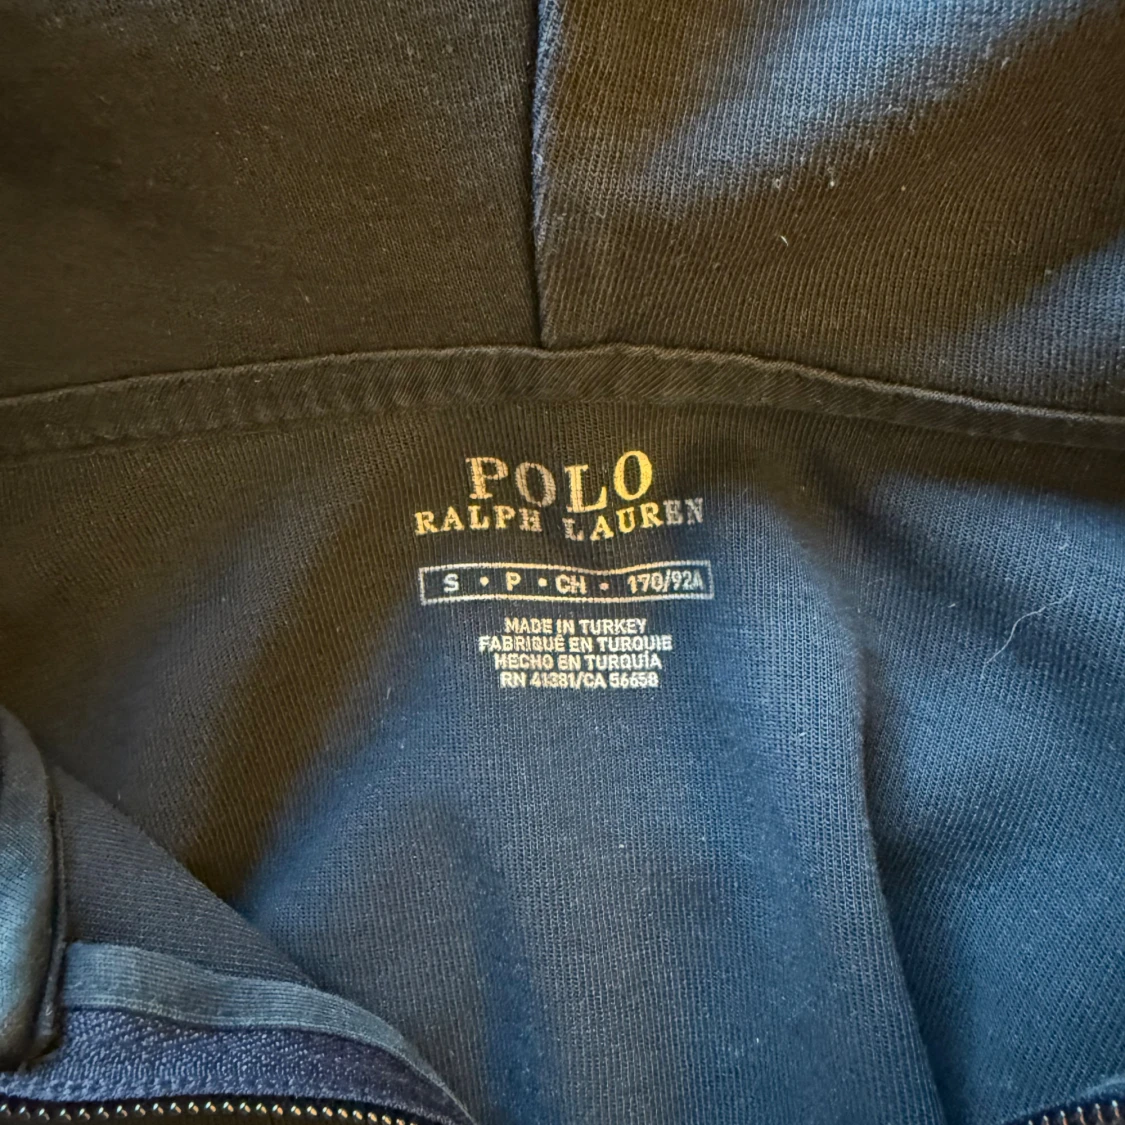 POLO
RALPH LAUREN
S • P • CH • 170/92A
MADE IN TURKEY
FABRIQUÉ EN TURQUIE
HECHO EN TURQUÍA
RN 41381/CA 56658